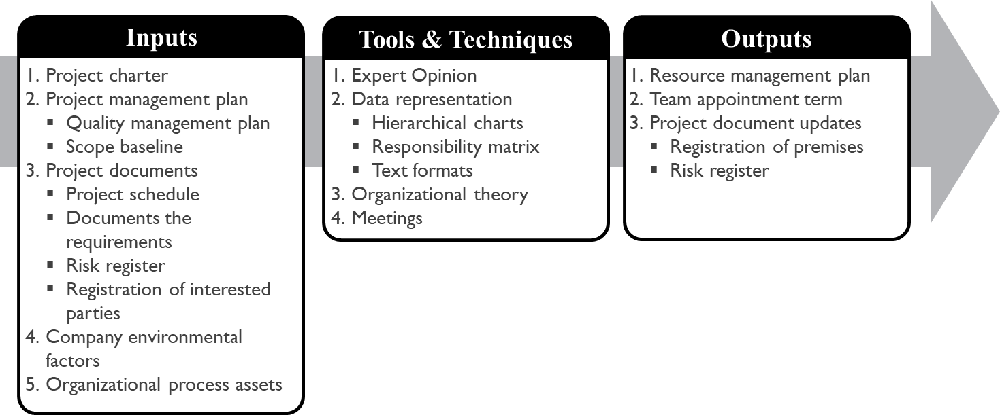 Inputs
1. Project charter
2. Project management plan
▪ Quality management plan
▪ Scope baseline
3. Project documents
▪ Project schedule
▪ Documents the
requirements
▪ Risk register
▪ Registration of interested
parties
4. Company environmental
factors
5. Organizational process assets
Tools & Techniques
1. Expert Opinion
2. Data representation
▪ Hierarchical charts
▪ Responsibility matrix
▪ Text formats
3. Organizational theory
4. Meetings
Outputs
1. Resource management plan
2. Team appointment term
3. Project document updates
▪ Registration of premises
▪ Risk register